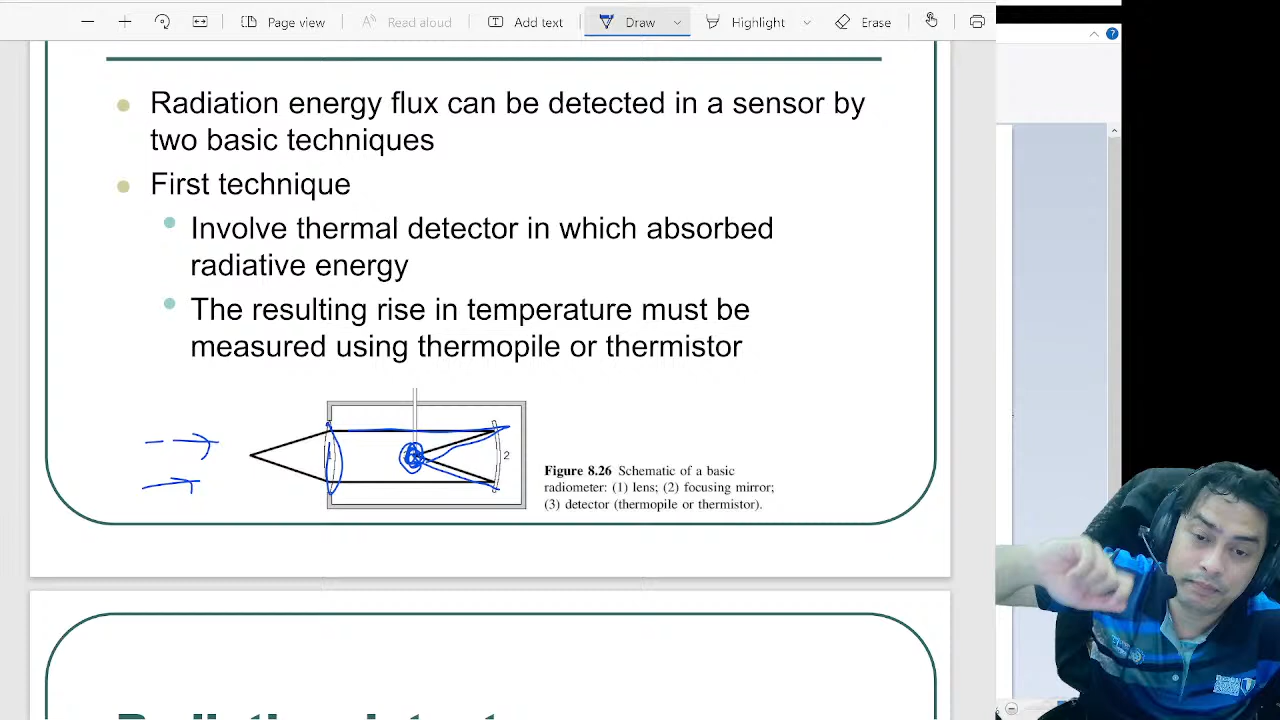 Page view
Read aloud
Add text
Draw
Highlight
Erase
Radiation energy flux can be detected in a sensor by
two basic techniques
First technique
Involve thermal detector in which absorbed
radiative energy
The resulting rise in temperature must be
measured using thermopile or thermistor
2
Figure 8.26 Schematic of a basic
radiometer: (1) lens; (2) focusing mirror;
(3) detector (thermopile or thermistor).